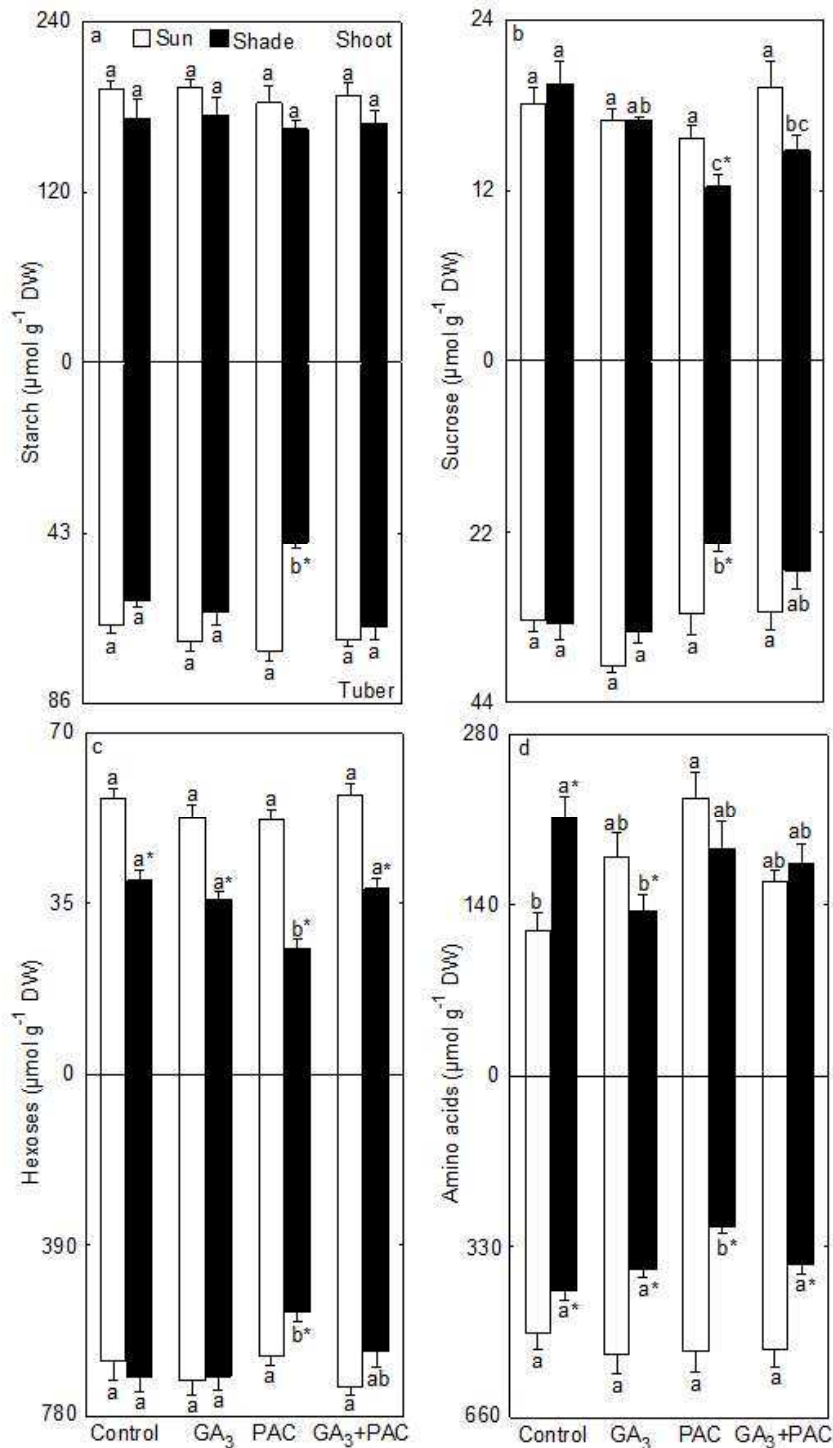 240
24
a
Sun
Shade
Shoot
b
a
a
a
a
a
a
a
a
a
a
a
ab
a
c*
a
bc
120
12
Starch (µmol g⁻¹ DW)
Sucrose (µmol g⁻¹ DW)
0
0
43
22
a
a
a
a
a
b*
a
a
a
a
a
a
a
b*
a
ab
86
Tuber
44
70
280
c
d
a
a*
a
a*
a
b*
a
a*
b
a*
ab
b*
a
ab
ab
ab
35
140
Hexoses (µmol g⁻¹ DW)
Amino acids (µmol g⁻¹ DW)
0
0
390
330
a
a
a
a
a
b*
a
ab
a
a*
a
a*
a
b*
a
a*
780
660
Control GA₃ PAC GA₃+PAC
Control GA₃ PAC GA₃+PAC